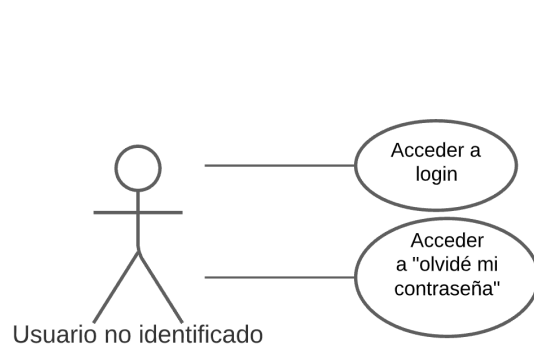 Acceder a
login
Acceder
a "olvidé mi
contraseña"
Usuario no identificado